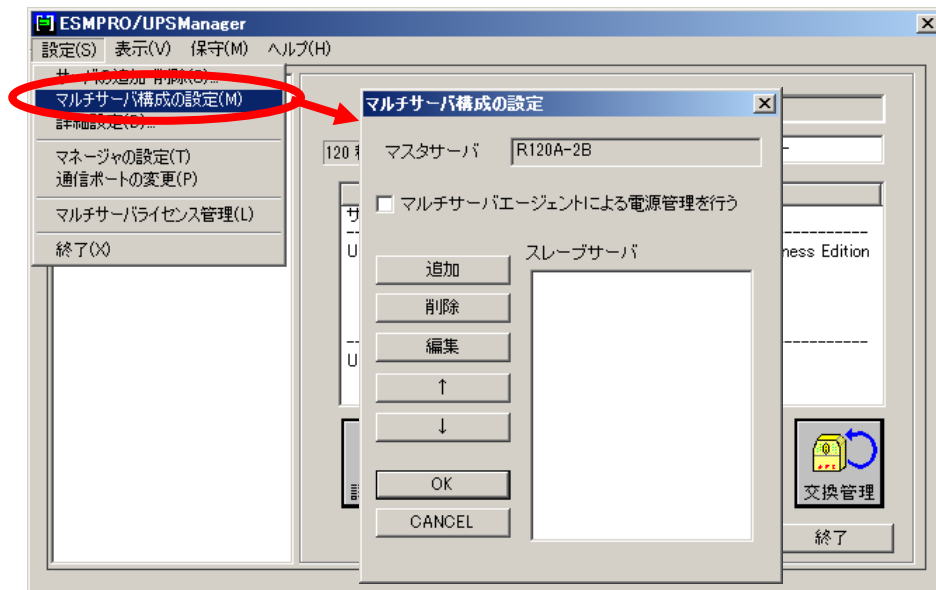 ESMPRO/UPSManager
設定(S) 表示(V) 保守(M) ヘルプ(H)
マルチサーバ構成の設定(M)
マネージャの設定(T)
通信ポートの変更(P)
マルチサーバライセンス管理(L)
終了(X)
120
マルチサーバ構成の設定
マスタサーバ R120A-2B
マルチサーバエージェントによる電源管理を行う
スレーブサーバ
追加
削除
編集
↑
↓
OK
CANCEL
サ
U
ness Edition
U
交換管理
終了